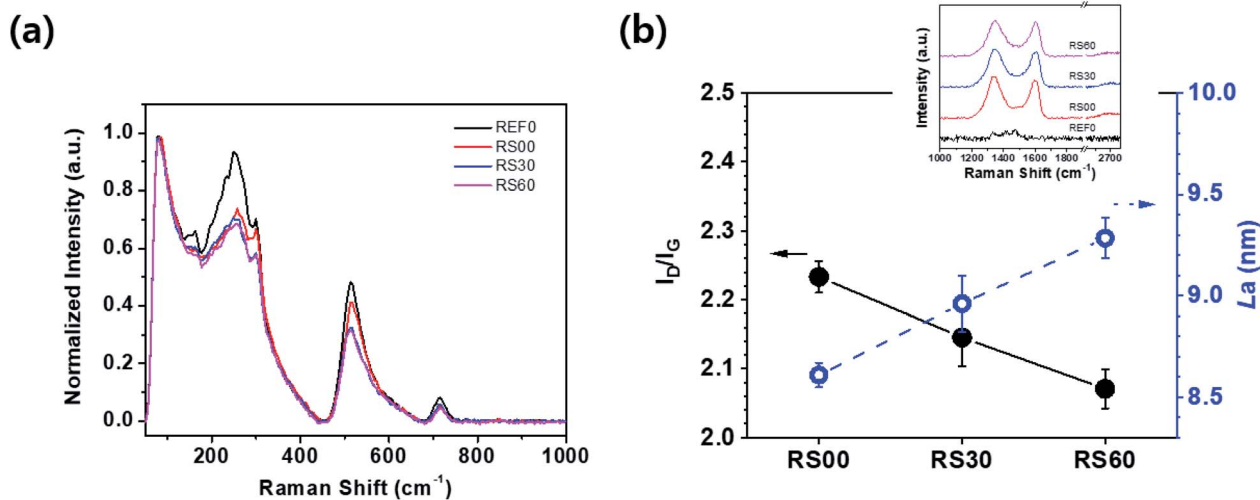 (a)
Normalized Intensity (a.u.)
1.0
0.8
0.6
0.4
0.2
0.0
REF0
RS00
RS30
RS60
200
400
600
800
1000
Raman Shift (cm⁻¹)
(b)
I_D/I_G
2.5
2.4
2.3
2.2
2.1
2.0
RS00
RS30
RS60
10.0
9.5
9.0
8.5
La (nm)
Intensity (a.u.)
RS60
RS30
RS00
REF0
1000
1200
1400
1600
1800
2700
Raman Shift (cm⁻¹)